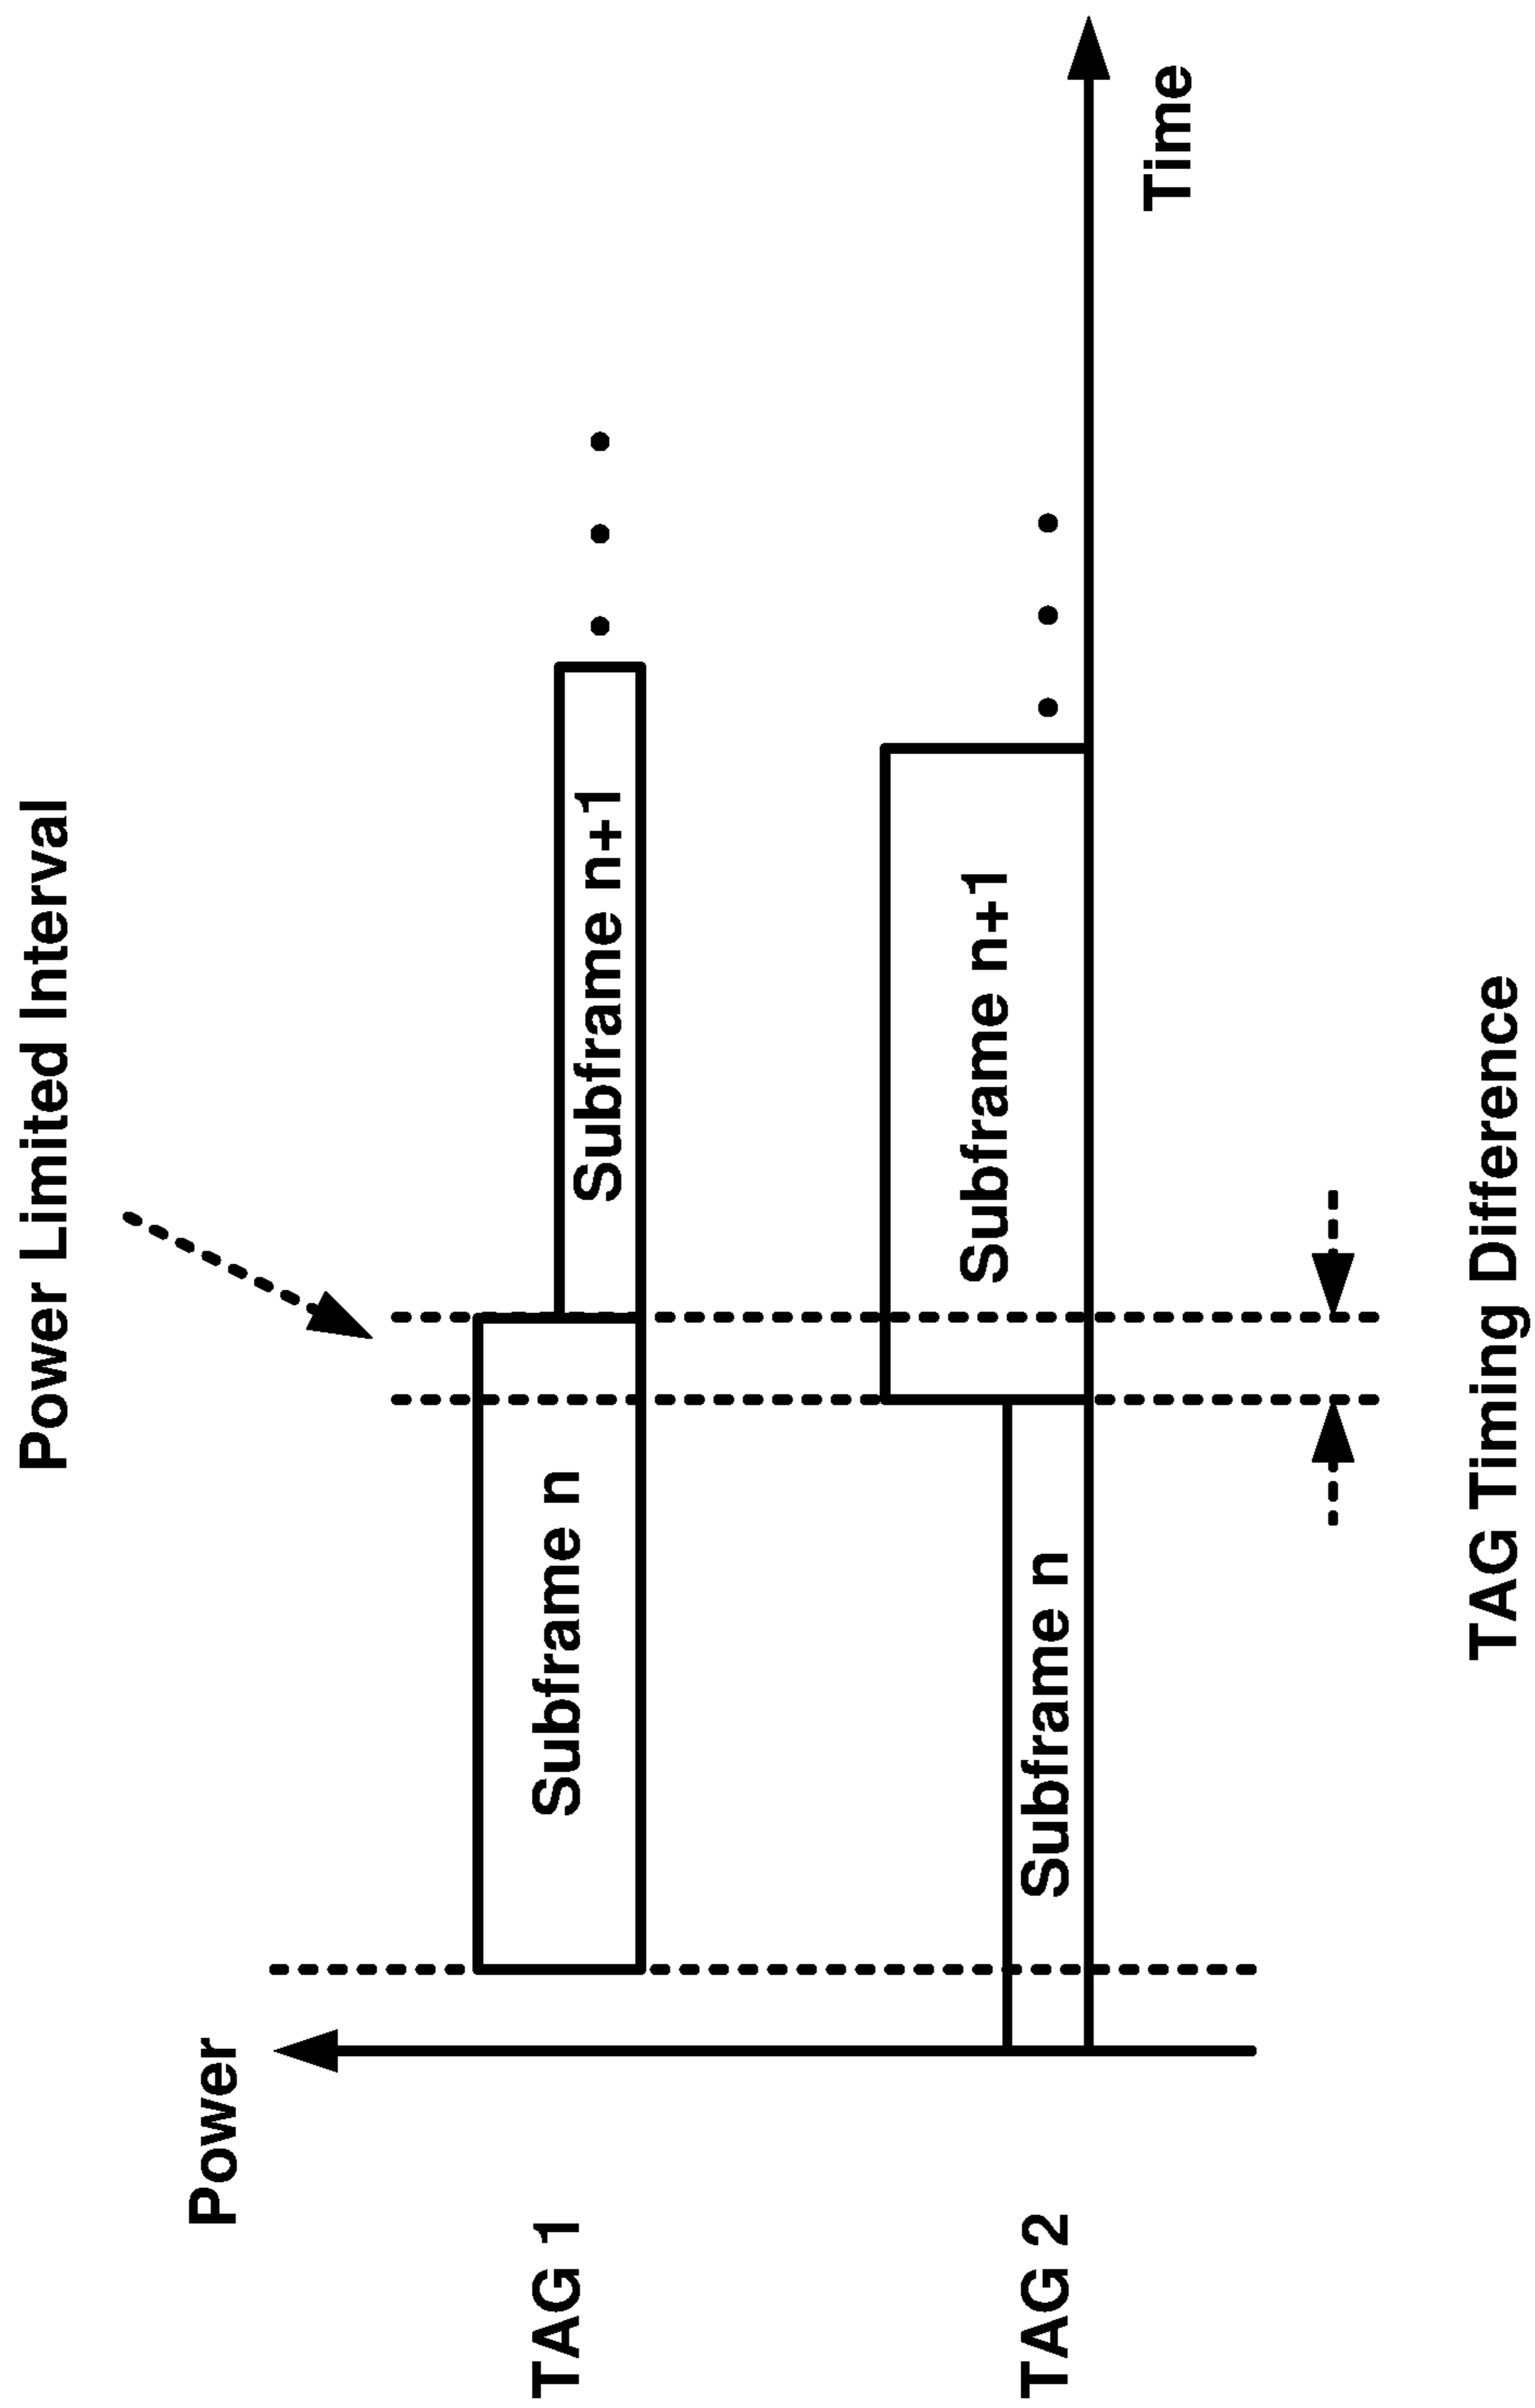 Power Limited Interval
Power
TAG 1
Subframe n
Subframe n+1
TAG 2
Subframe n
Subframe n+1
Time
TAG Timing Difference